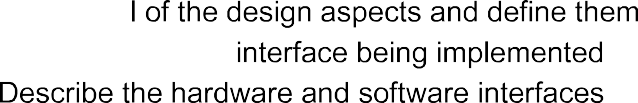 l of the design aspects and define them
interface being implemented
Describe the hardware and software interfaces